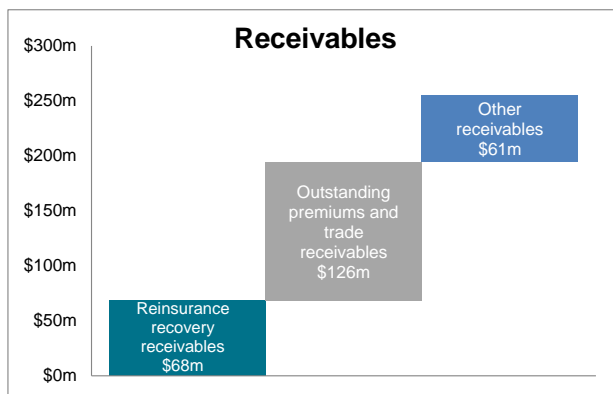 Receivables
$300m
$250m
$200m
$150m
$100m
$50m
$0m
Reinsurance
recovery
receivables
$68m
Outstanding
premiums and
trade
receivables
$126m
Other
receivables
$61m